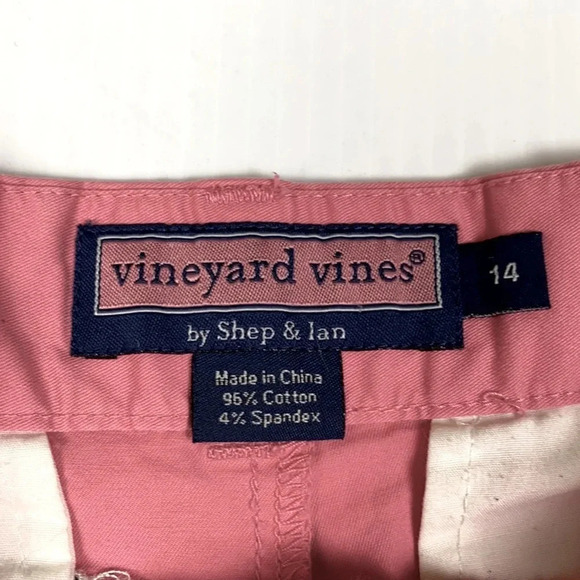 vineyard vines®
14
by Shep & Ian
Made in China
96% Cotton
4% Spandex